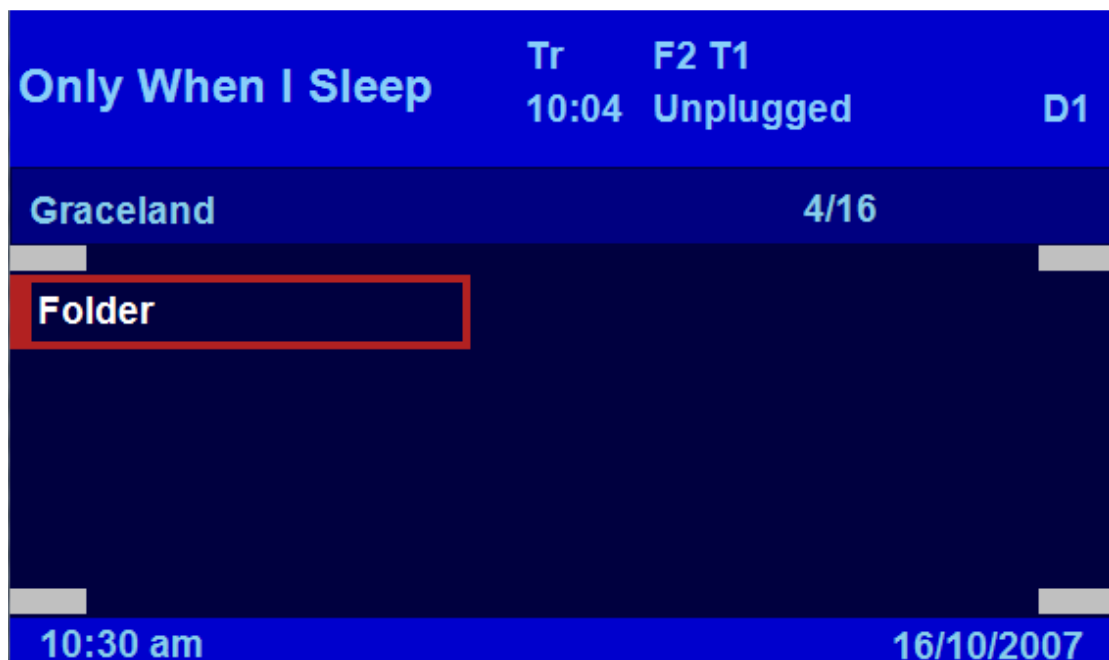 Only When I Sleep
Tr F2 T1
10:04 Unplugged D1
Graceland 4/16
Folder
10:30 am 16/10/2007